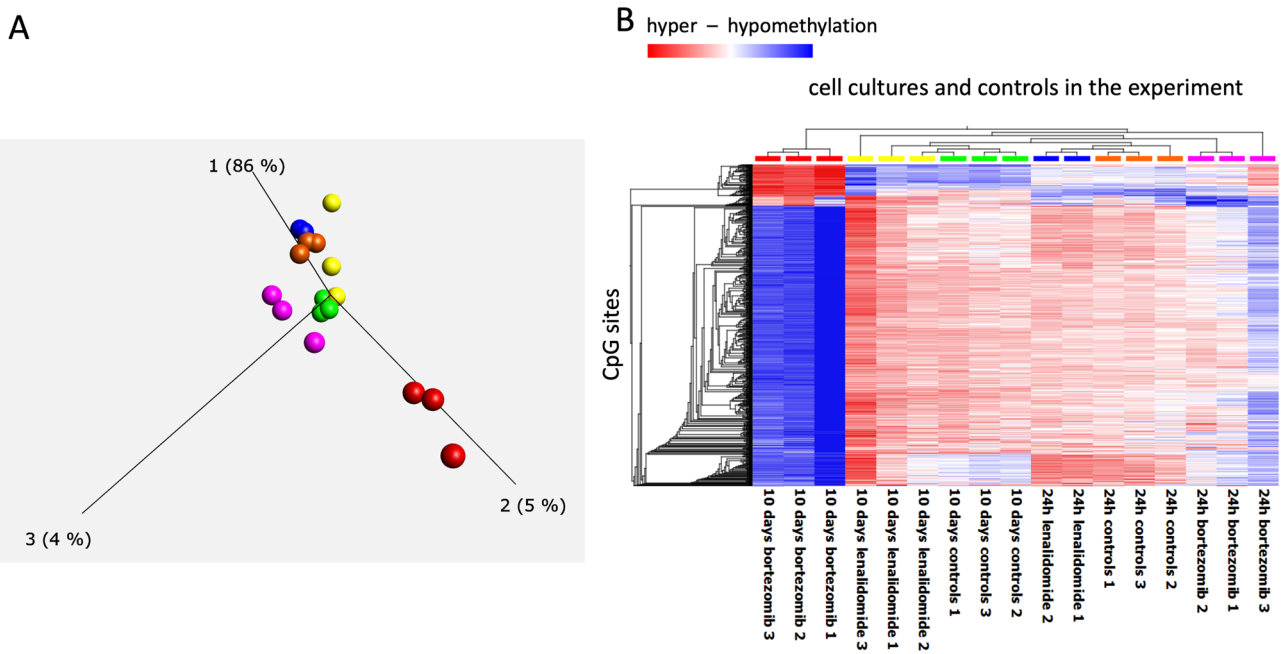 A
1 (86 %)
2 (5 %)
3 (4 %)
B
hyper – hypomethylation
cell cultures and controls in the experiment
CpG sites
10 days bortezomib 3
10 days bortezomib 2
10 days bortezomib 1
10 days lenalidomide 3
10 days lenalidomide 1
10 days lenalidomide 2
10 days controls 1
10 days controls 3
10 days controls 2
24h lenalidomide 2
24h lenalidomide 1
24h controls 1
24h controls 3
24h controls 2
24h bortezomib 2
24h bortezomib 1
24h bortezomib 3